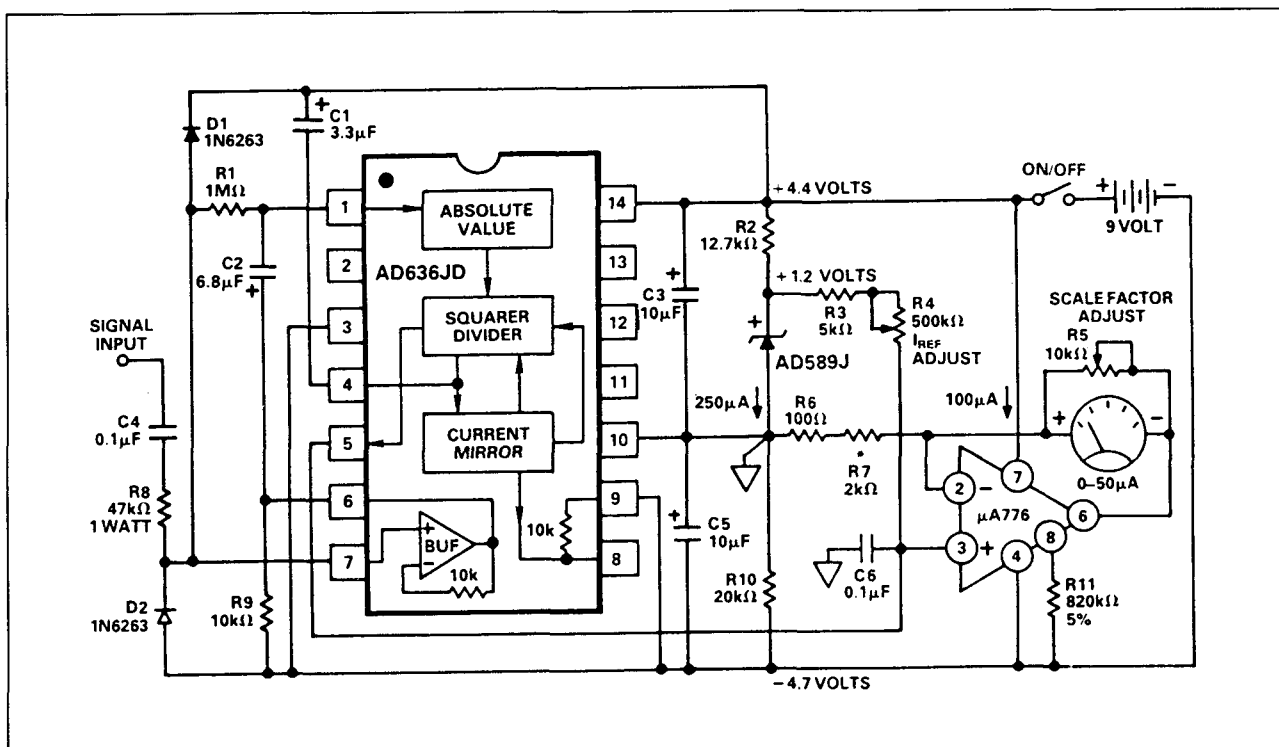 D1
1N6263
+
C1
3.3µF
R1
1MΩ
C2
6.8µF
+
SIGNAL
INPUT
C4
0.1µF
R8
47kΩ
1 WATT
D2
1N6263
R9
10kΩ
1
2
3
4
5
6
7
AD636JD
ABSOLUTE
VALUE
SQUARER
DIVIDER
CURRENT
MIRROR
+
BUF
−
10k
10k
14
13
12
11
10
9
8
+4.4 VOLTS
R2
12.7kΩ
+1.2 VOLTS
+
C3
10µF
R3
5kΩ
R4
500kΩ
IREF
ADJUST
+
AD589J
250µA
R6
100Ω
R7
*
2kΩ
+
C5
10µF
R10
20kΩ
C6
0.1µF
−4.7 VOLTS
ON/OFF
+
−
9 VOLT
SCALE FACTOR
ADJUST
R5
10kΩ
+
−
0–50µA
100µA
2
−
7
µA776
6
8
3
+
4
R11
820kΩ
5%